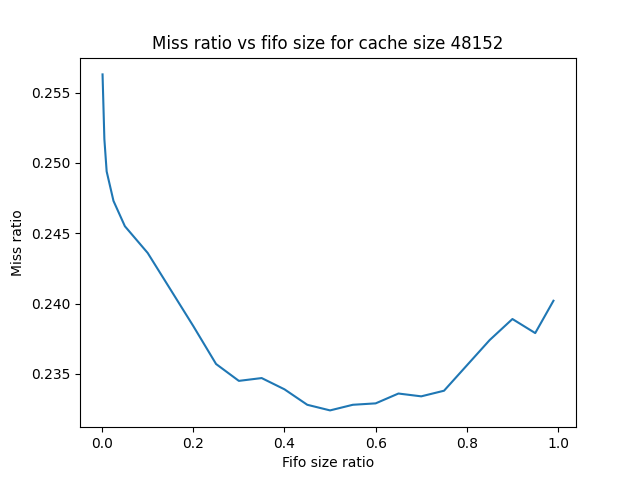 Miss ratio vs fifo size for cache size 48152
0.255
0.250
0.245
0.240
0.235
Miss ratio
0.0 0.2 0.4 0.6 0.8 1.0
Fifo size ratio